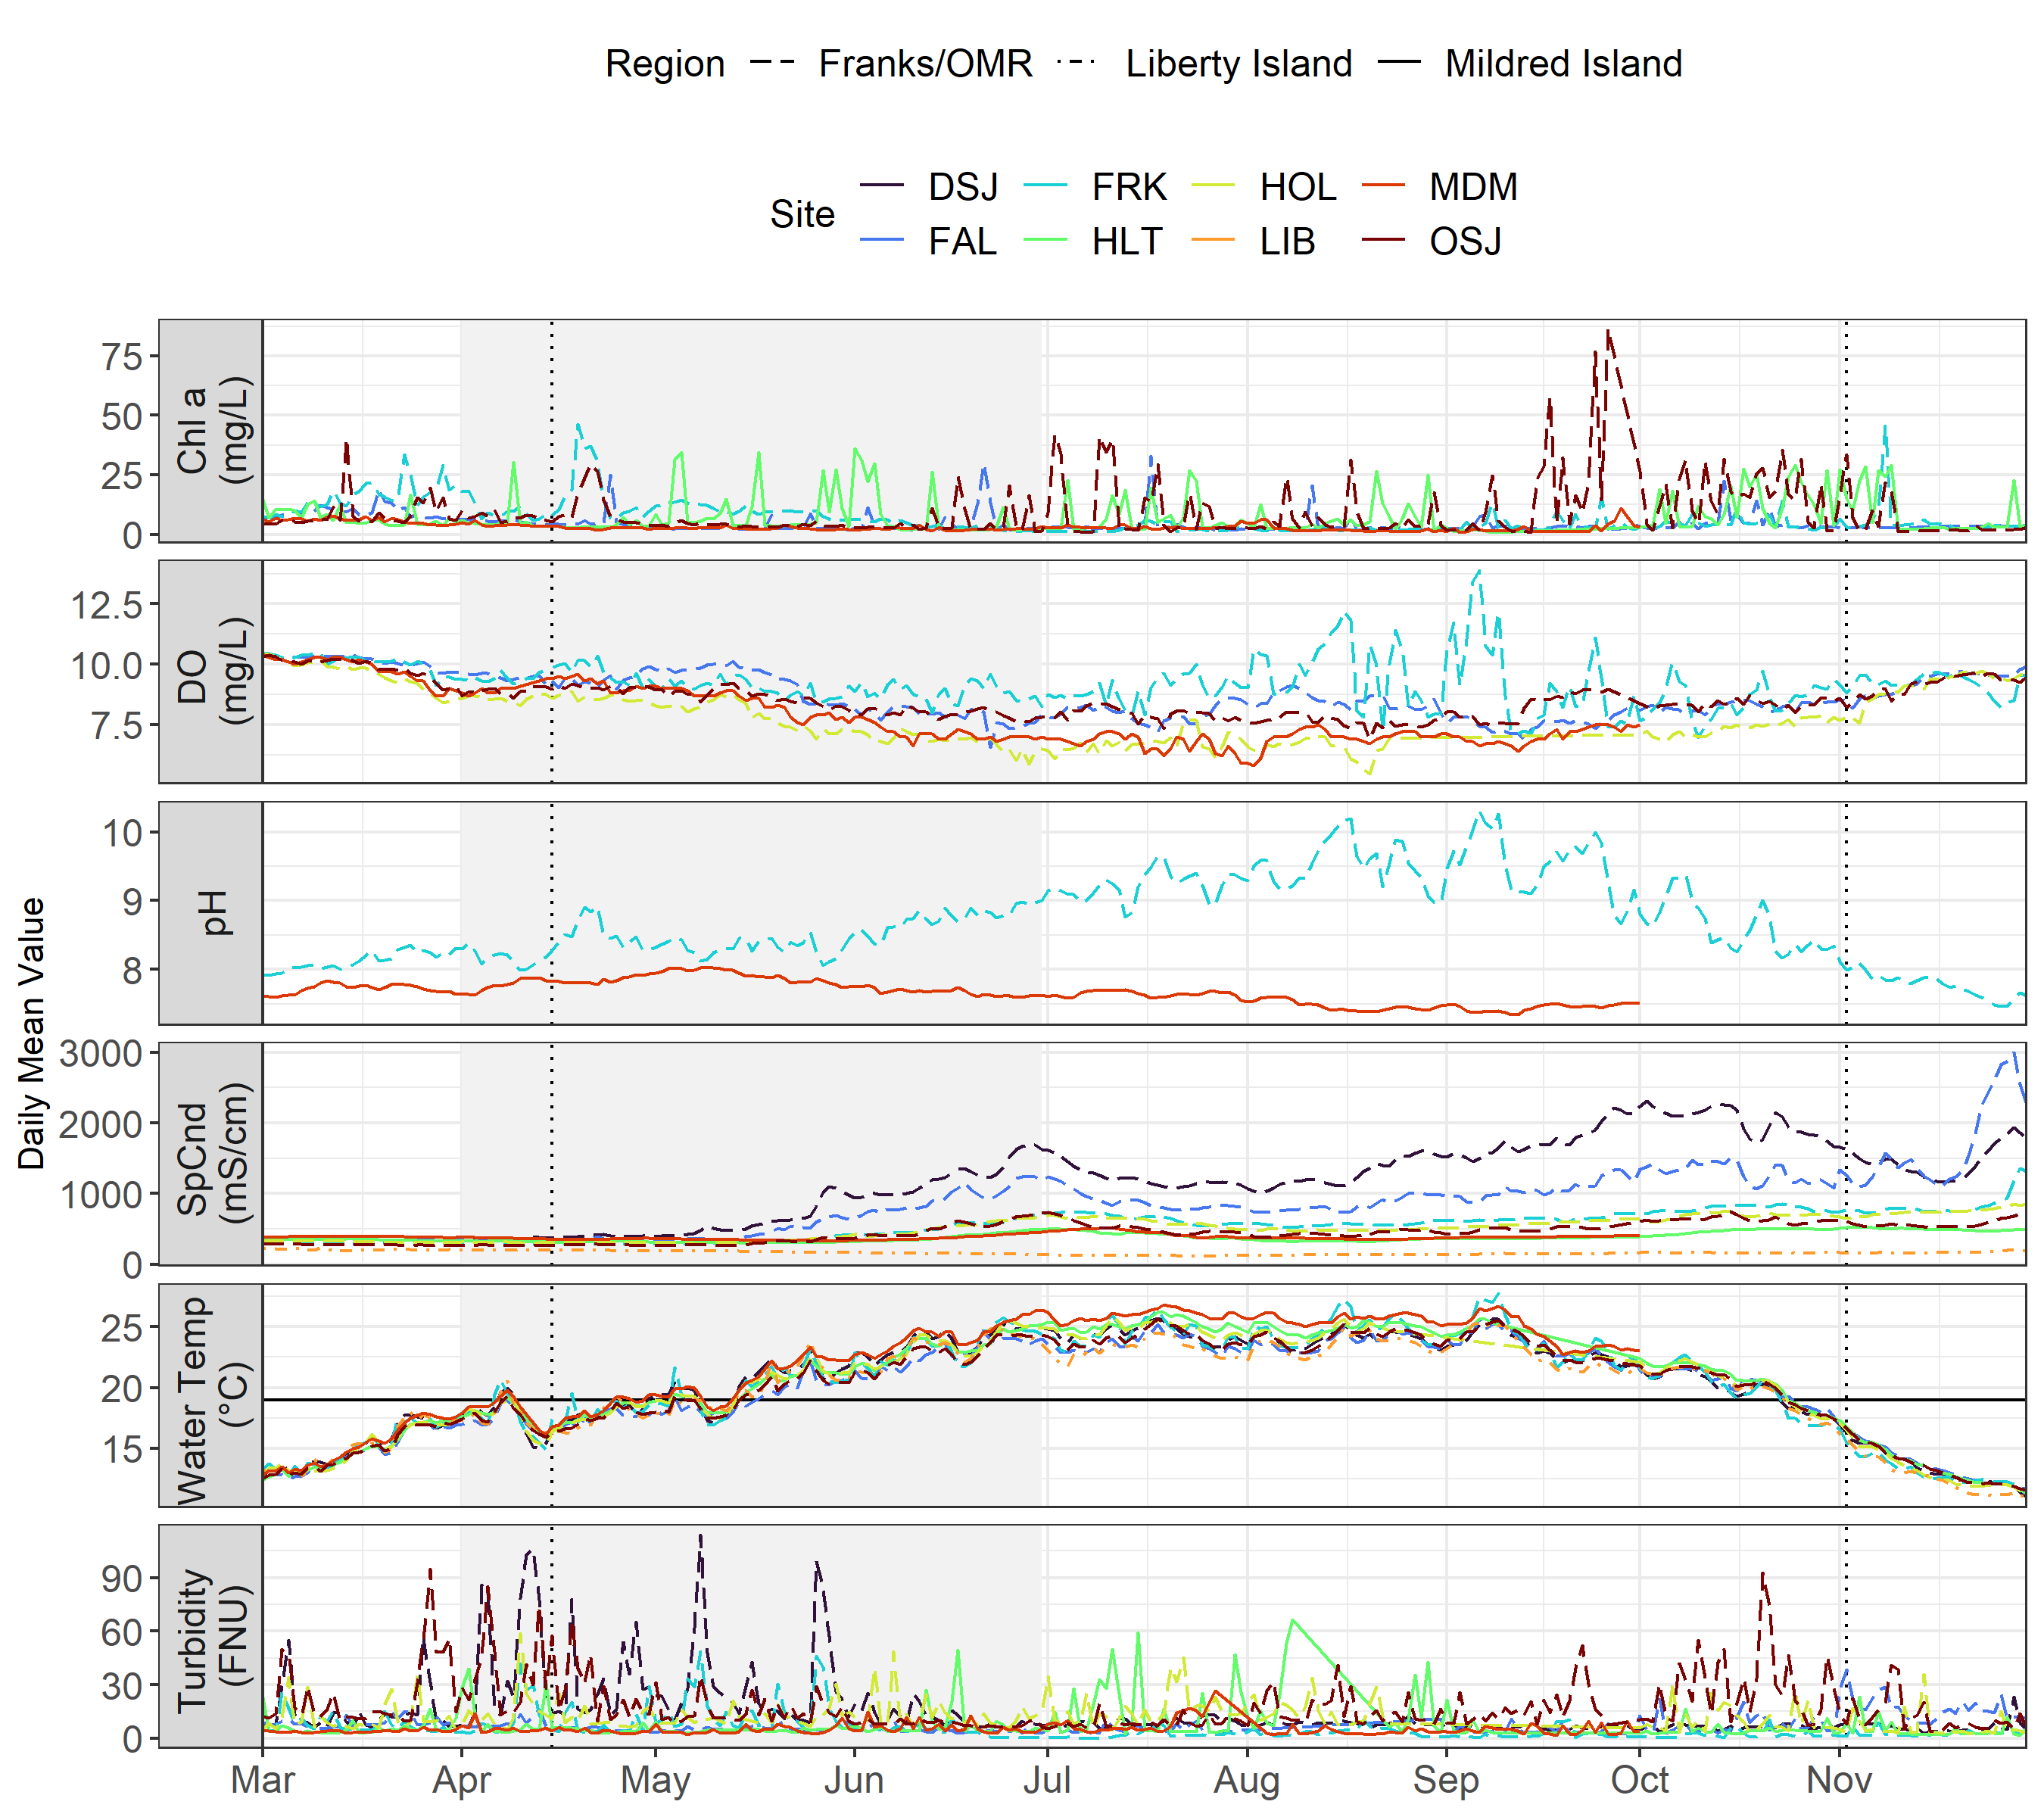 Region Franks/OMR Liberty Island Mildred Island
Site DSJ FRK HOL MDM
FAL HLT LIB OSJ
Daily Mean Value
Chl a
(mg/L)
75
50
25
0
DO
(mg/L)
12.5
10.0
7.5
pH
10
9
8
SpCnd
(mS/cm)
3000
2000
1000
0
Water Temp
(°C)
25
20
15
Turbidity
(FNU)
90
60
30
0
Mar Apr May Jun Jul Aug Sep Oct Nov